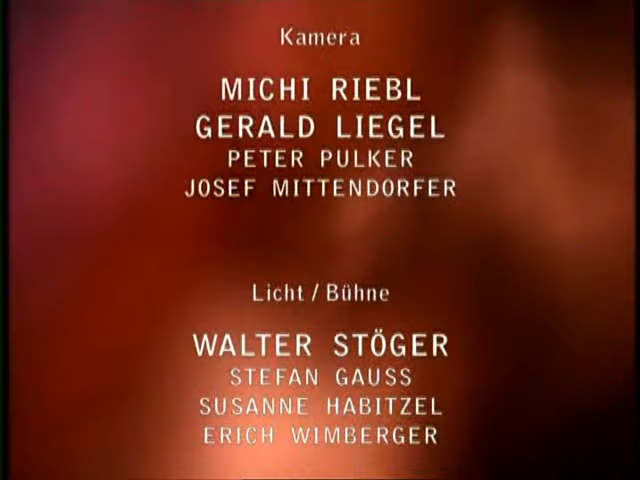 Kamera
MICHI RIEBL
GERALD LIEGEL
PETER PULKER
JOSEF MITTENDORFER
Licht / Bühne
WALTER STÖGER
STEFAN GAUSS
SUSANNE HABITZEL
ERICH WIMBERGER